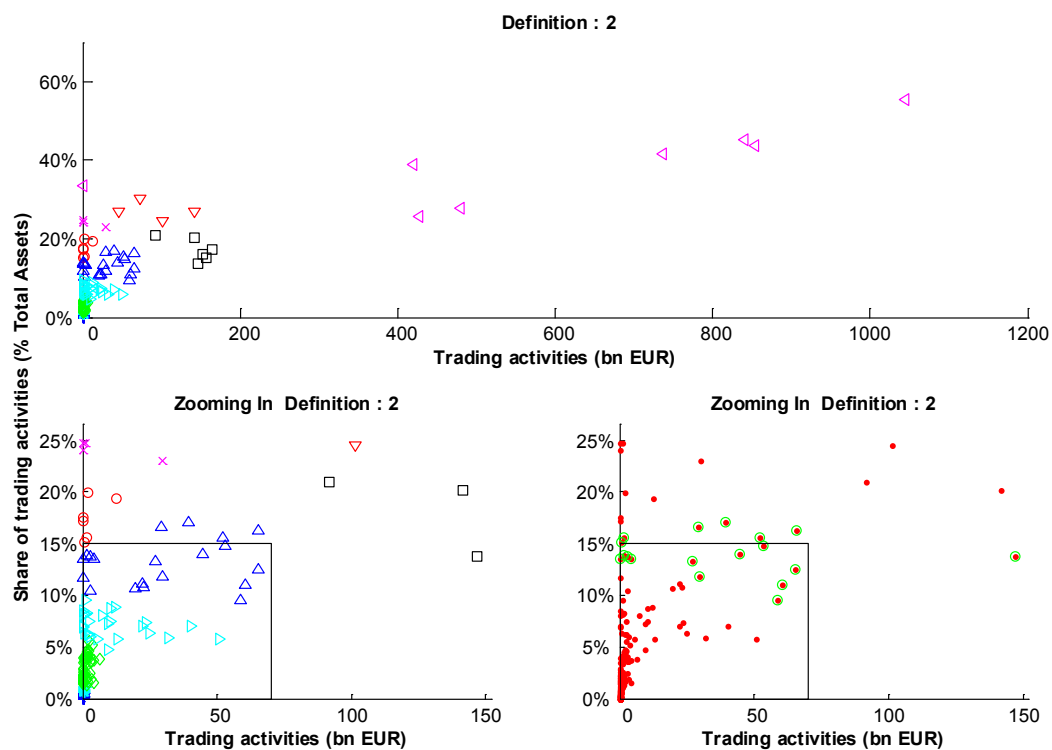 Definition : 2
Share of trading activities (% Total Assets)
60%
40%
20%
0%
0 200 400 600 800 1000 1200
Trading activities (bn EUR)
Zooming In Definition : 2
25%
20%
15%
10%
5%
0%
0 50 100 150
Trading activities (bn EUR)
Zooming In Definition : 2
25%
20%
15%
10%
5%
0%
0 50 100 150
Trading activities (bn EUR)